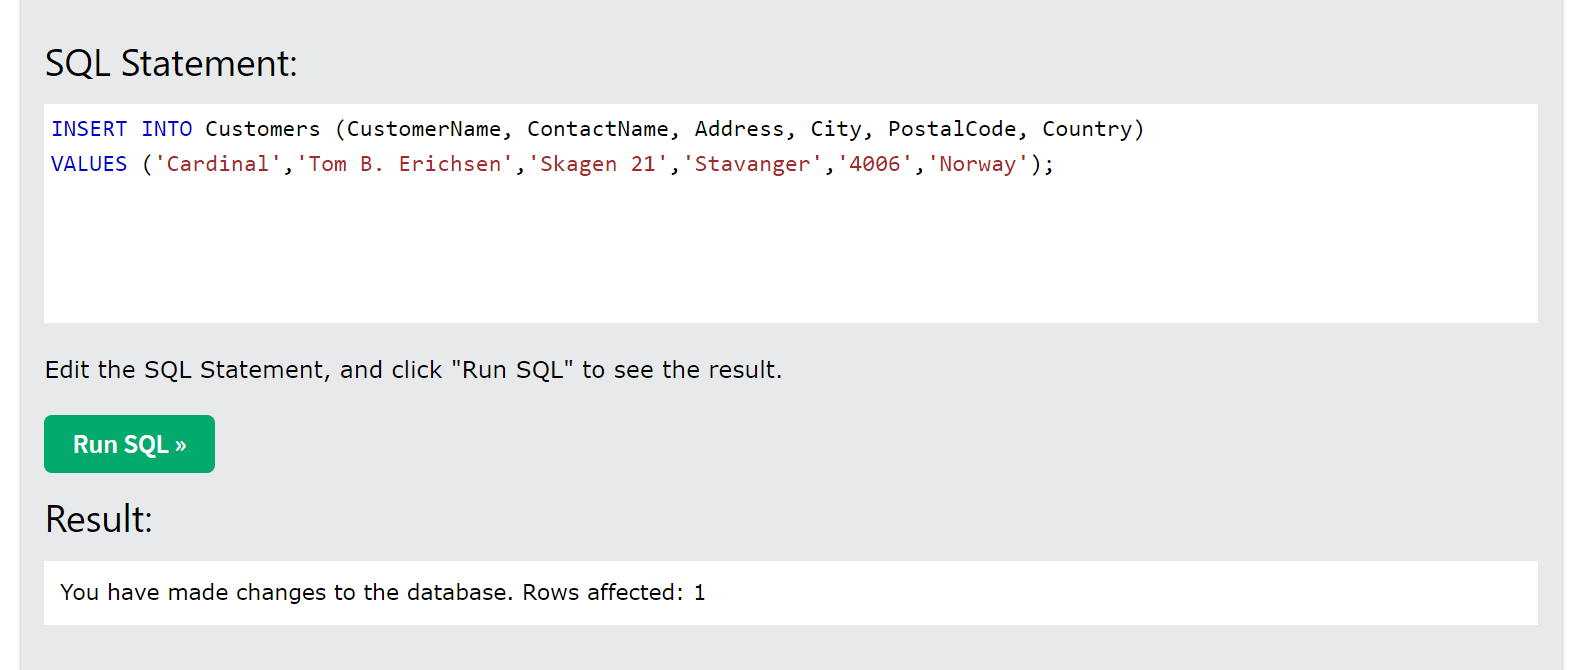 SQL Statement:
INSERT INTO Customers (CustomerName, ContactName, Address, City, PostalCode, Country)
VALUES ('Cardinal','Tom B. Erichsen','Skagen 21','Stavanger','4006','Norway');
Edit the SQL Statement, and click "Run SQL" to see the result.
Run SQL »
Result:
You have made changes to the database. Rows affected: 1